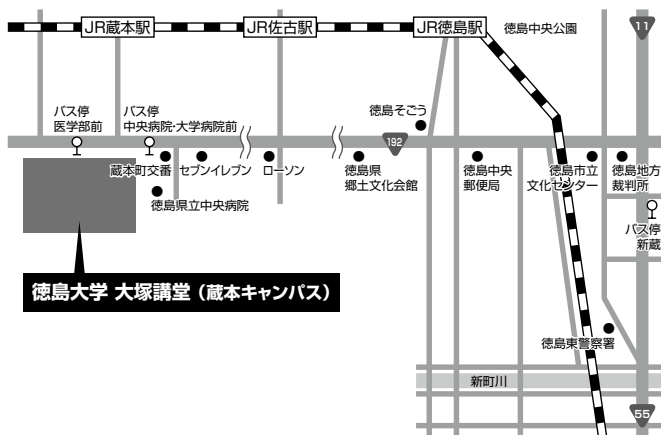 JR蔵本駅
JR佐古駅
JR徳島駅
徳島中央公園
11
バス停
医学部前
バス停
中央病院・大学病院前
徳島そごう
192
蔵本町交番
セブンイレブン
ローソン
徳島県
郷土文化会館
徳島中央
郵便局
徳島市立
文化センター
徳島地方
裁判所
徳島県立中央病院
バス停
新蔵
徳島大学 大塚講堂（蔵本キャンパス）
徳島東警察署
新町川
55